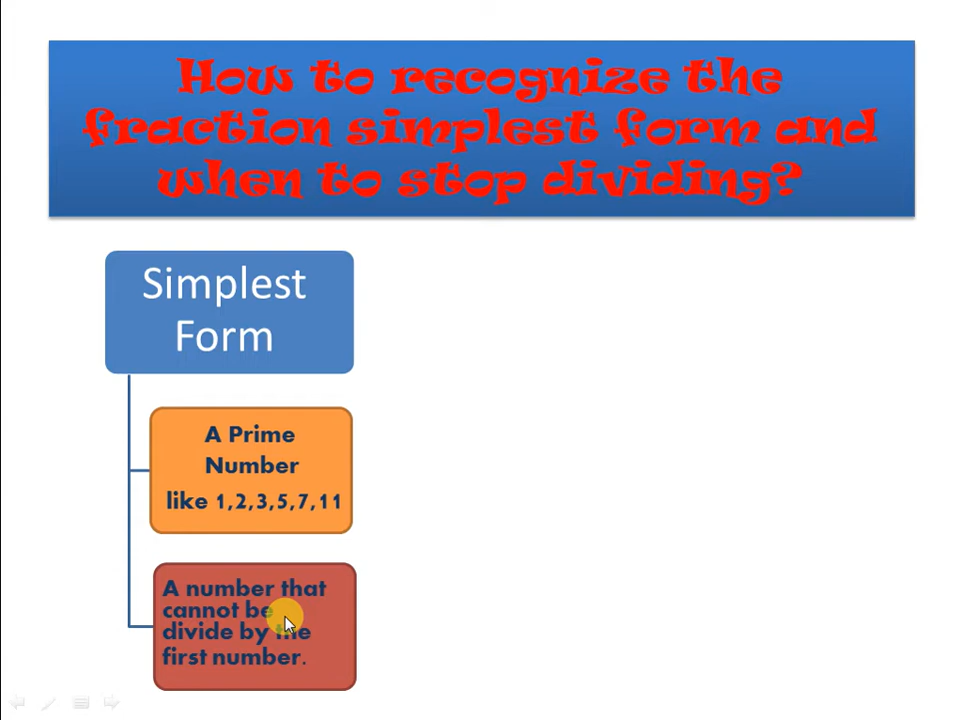 How to recognize the
fraction simplest form and
when to stop dividing?
Simplest
Form
A Prime
Number
like 1,2,3,5,7,11
A number that
cannot be
divide by the
first number.